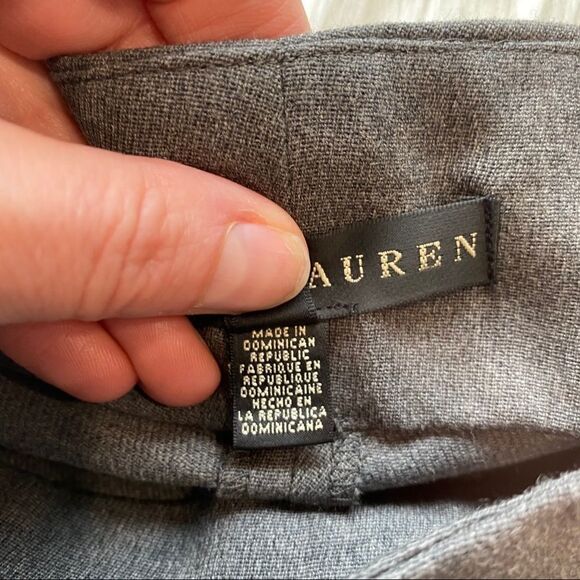 AUREN
MADE IN
DOMINICAN
REPUBLIC
FABRIQUE EN
REPUBLIQUE
DOMINICAINE
HECHO EN
LA REPUBLICA
DOMINICANA